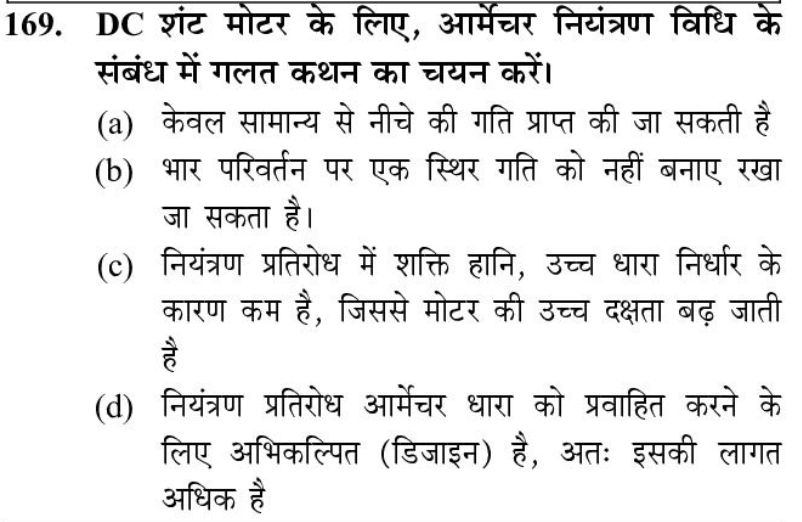 169. DC शंट मोटर के लिए, आर्मेचर नियंत्रण विधि के
संबंध में गलत कथन का चयन करें।
(a) केवल सामान्य से नीचे की गति प्राप्त की जा सकती है
(b) भार परिवर्तन पर एक स्थिर गति को नहीं बनाए रखा
जा सकता है।
(c) नियंत्रण प्रतिरोध में शक्ति हानि, उच्च धारा निर्धार के
कारण कम है, जिससे मोटर की उच्च दक्षता बढ़ जाती
है
(d) नियंत्रण प्रतिरोध आर्मेचर धारा को प्रवाहित करने के
लिए अभिकल्पित (डिजाइन) है, अतः इसकी लागत
अधिक है